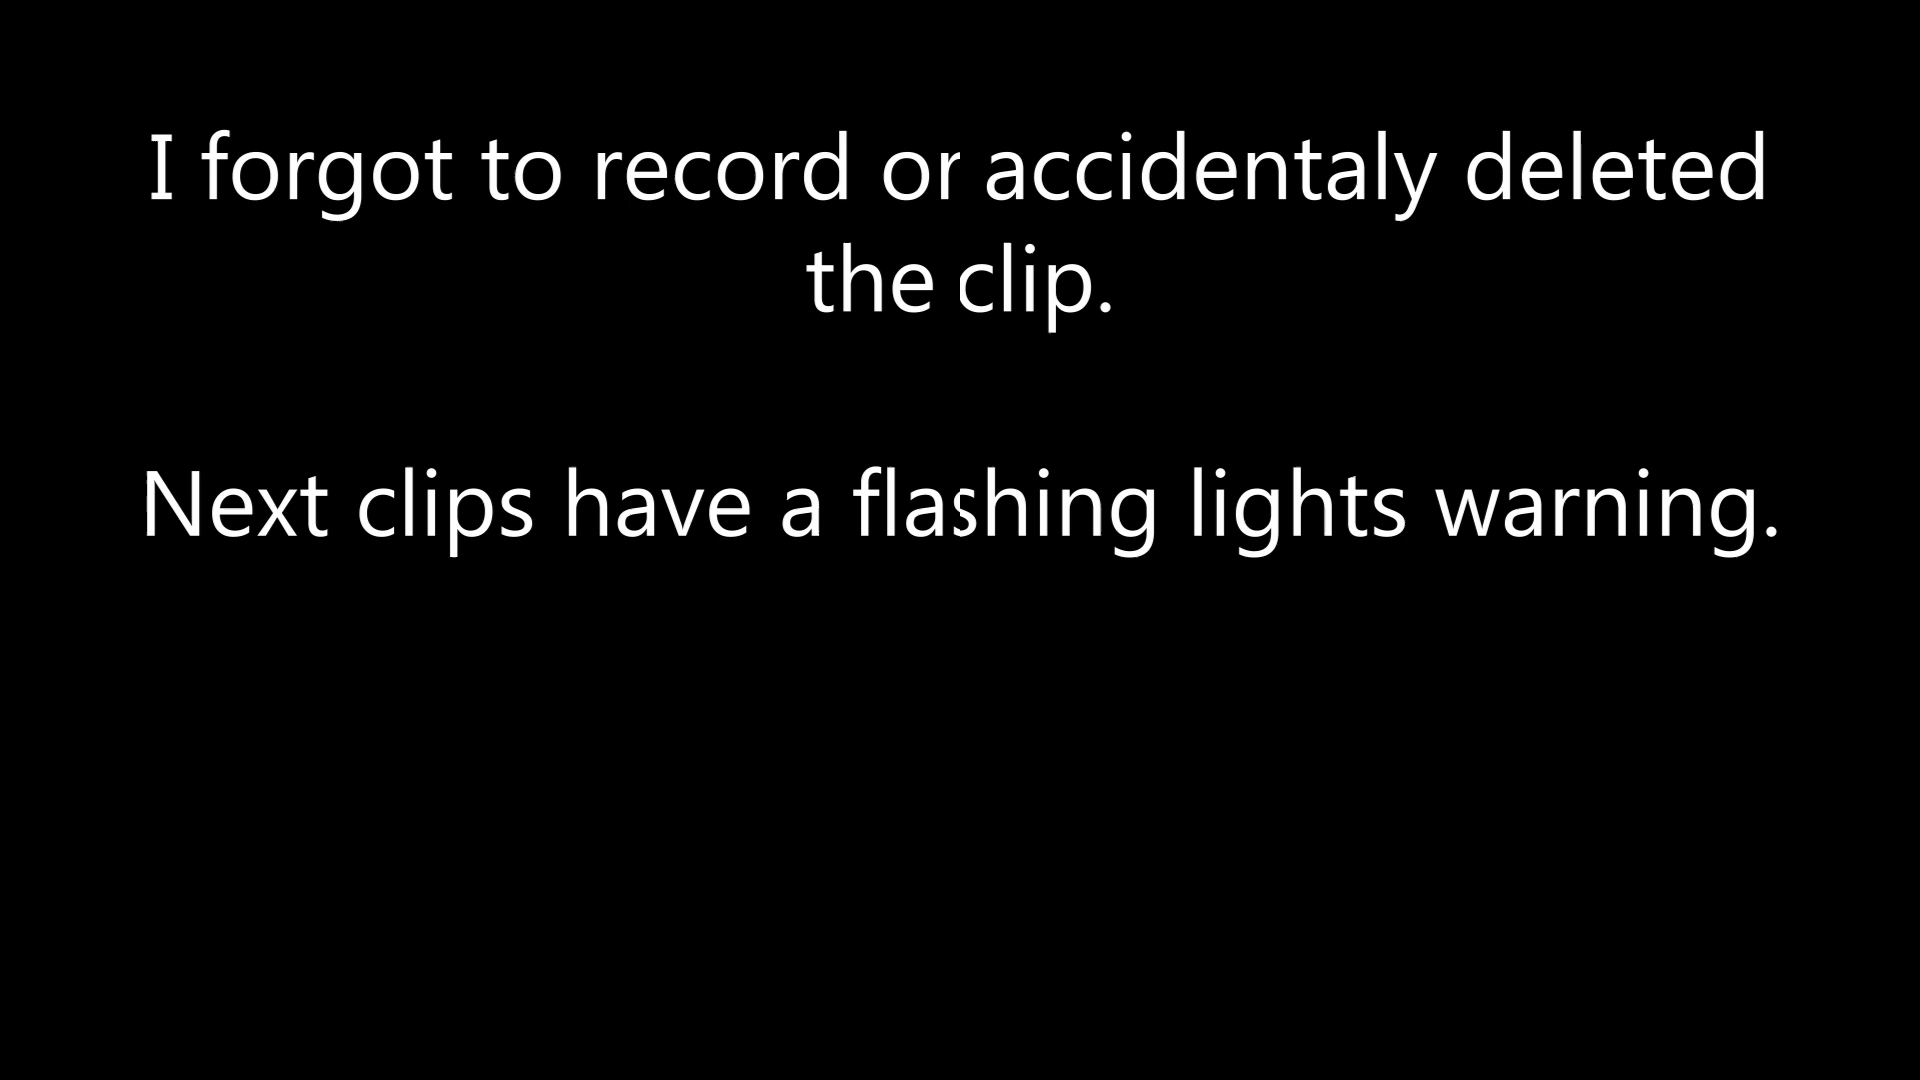 I forgot to record or accidentaly deleted
the clip.
Next clips have a flashing lights warning.